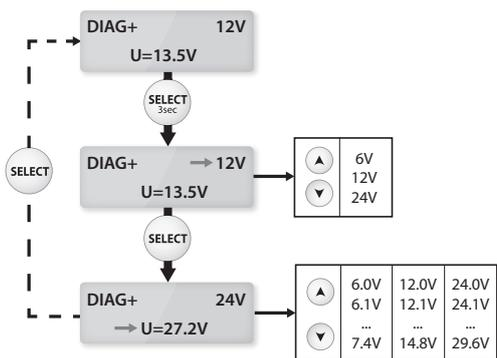 DIAG+ 12V
U=13.5V
SELECT
3sec
DIAG+ → 12V
U=13.5V
6V
12V
24V
SELECT
SELECT
DIAG+ 24V
→ U=27.2V
6.0V 12.0V 24.0V
6.1V 12.1V 24.1V
... ... ...
7.4V 14.8V 29.6V